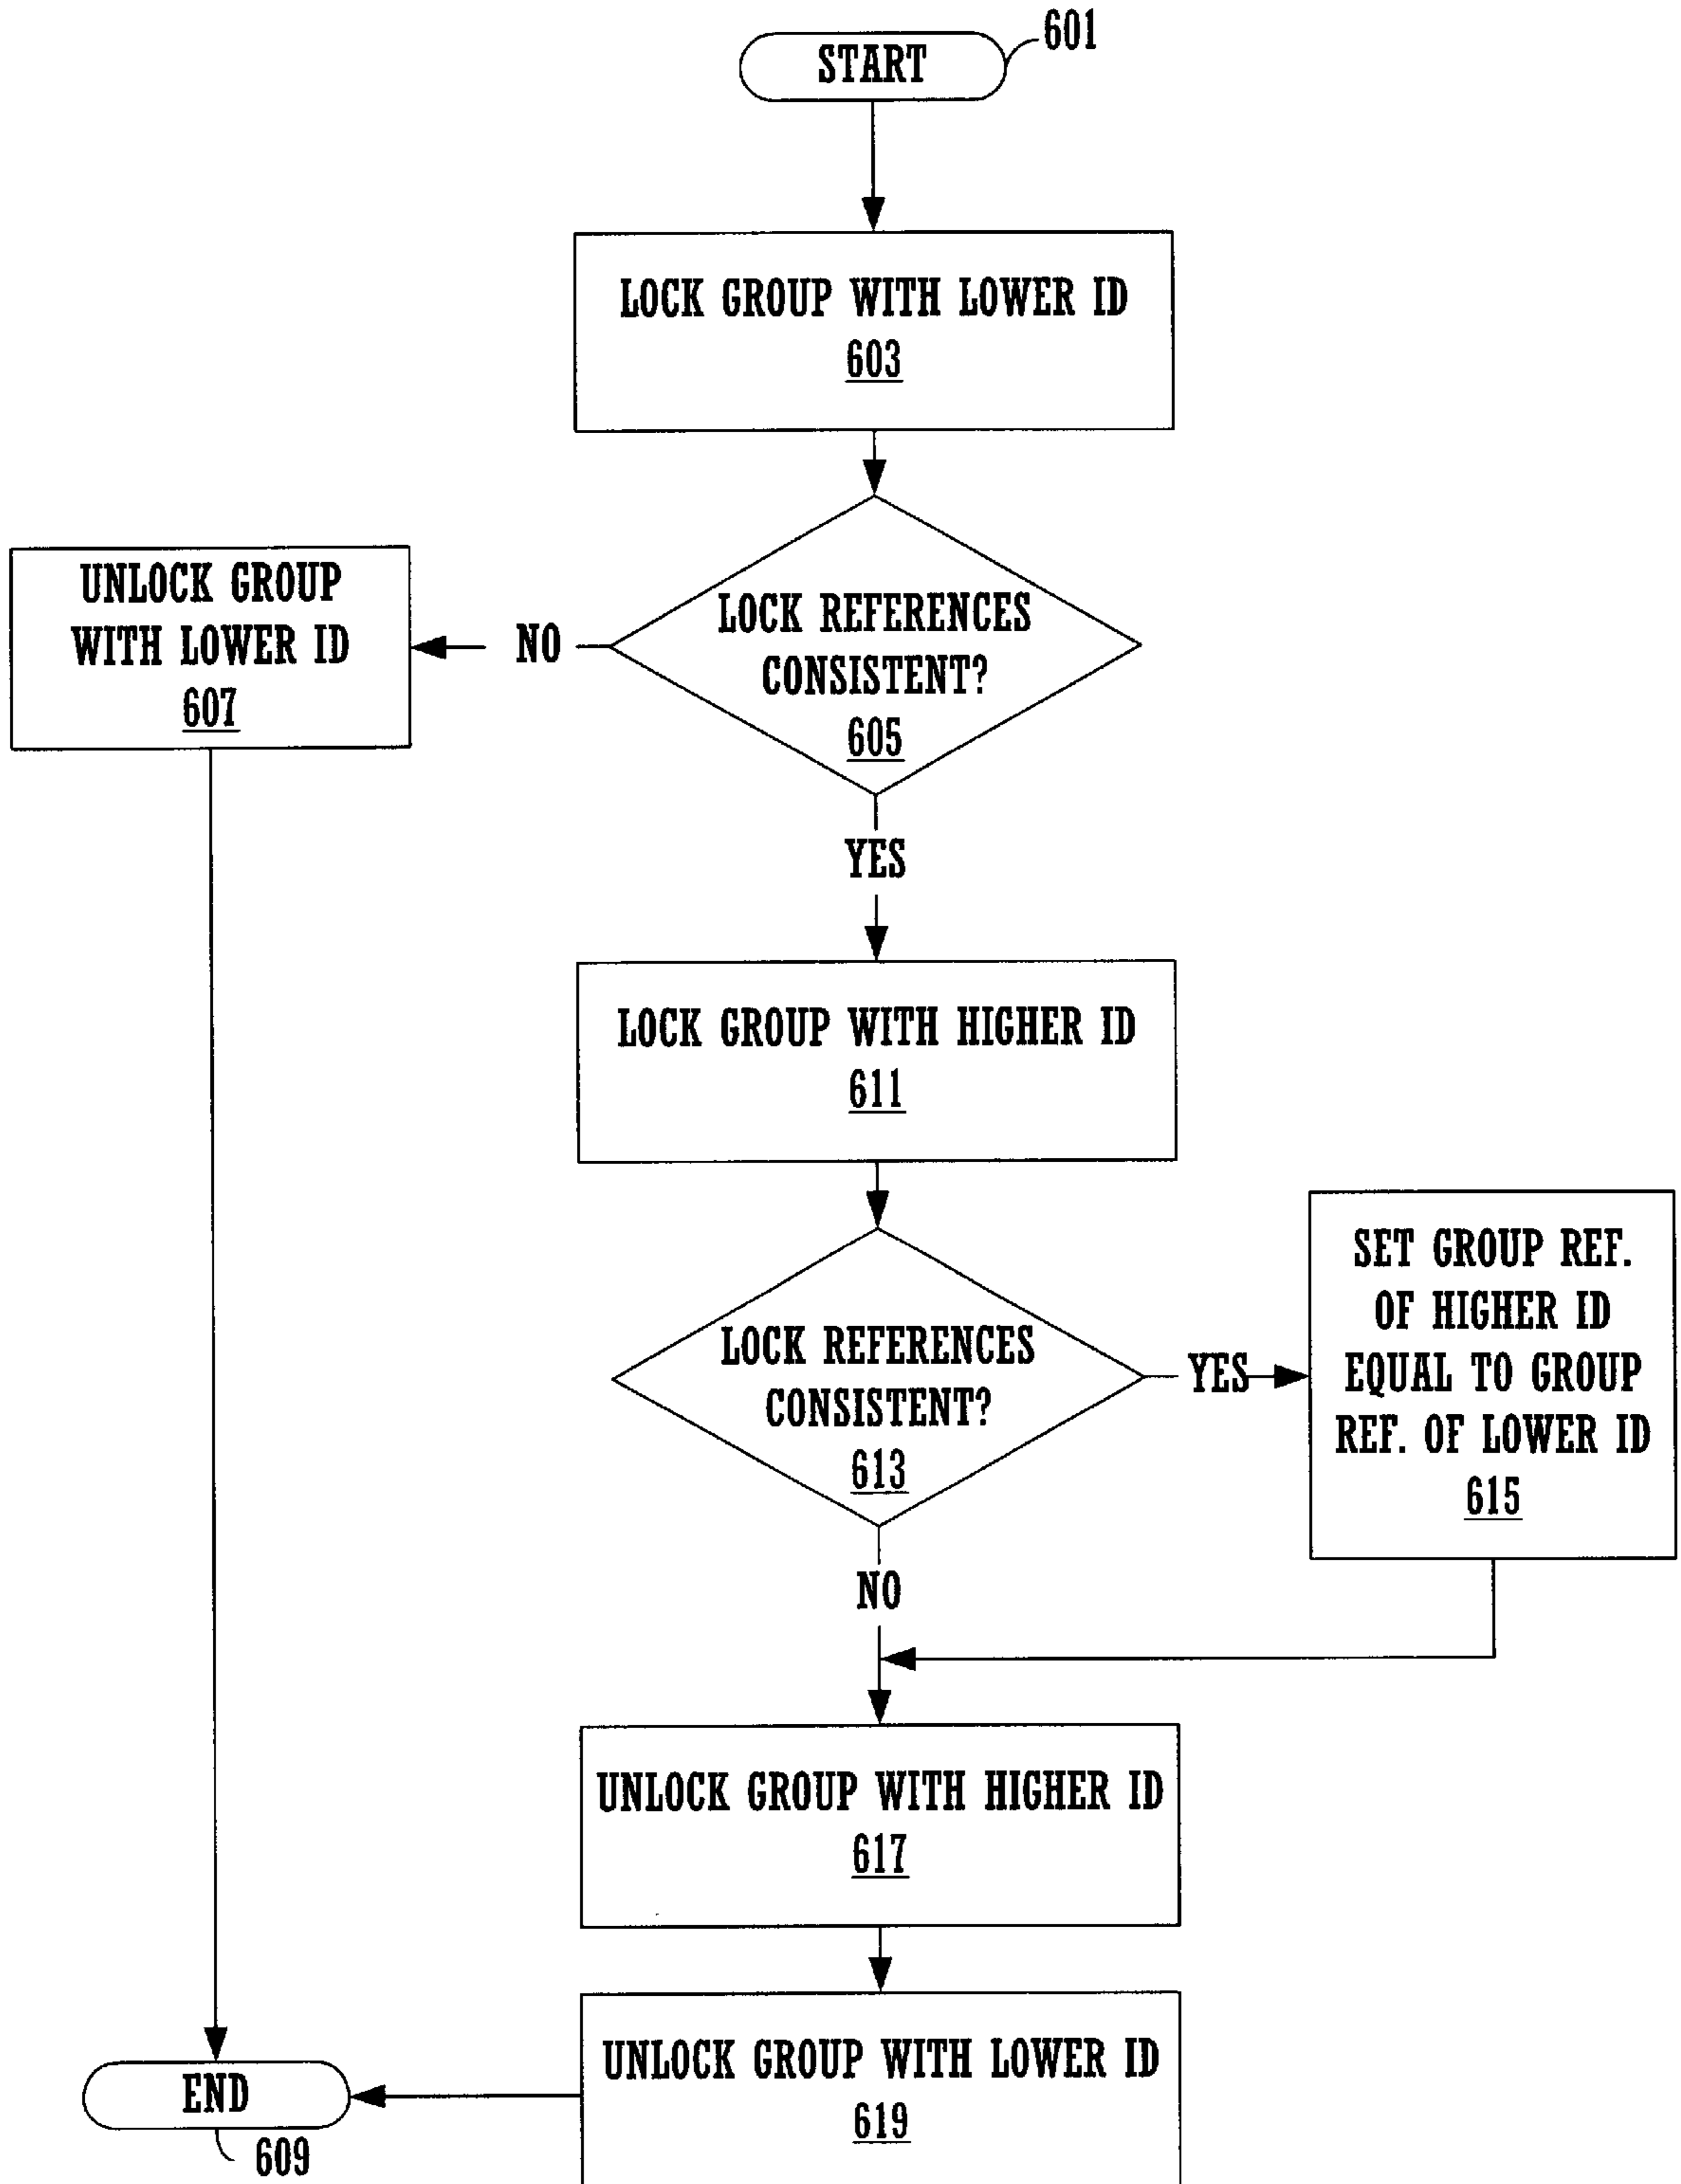 START
601
LOCK GROUP WITH LOWER ID
603
LOCK REFERENCES
CONSISTENT?
605
NO
UNLOCK GROUP
WITH LOWER ID
607
YES
LOCK GROUP WITH HIGHER ID
611
LOCK REFERENCES
CONSISTENT?
613
YES
SET GROUP REF.
OF HIGHER ID
EQUAL TO GROUP
REF. OF LOWER ID
615
NO
UNLOCK GROUP WITH HIGHER ID
617
UNLOCK GROUP WITH LOWER ID
619
END
609